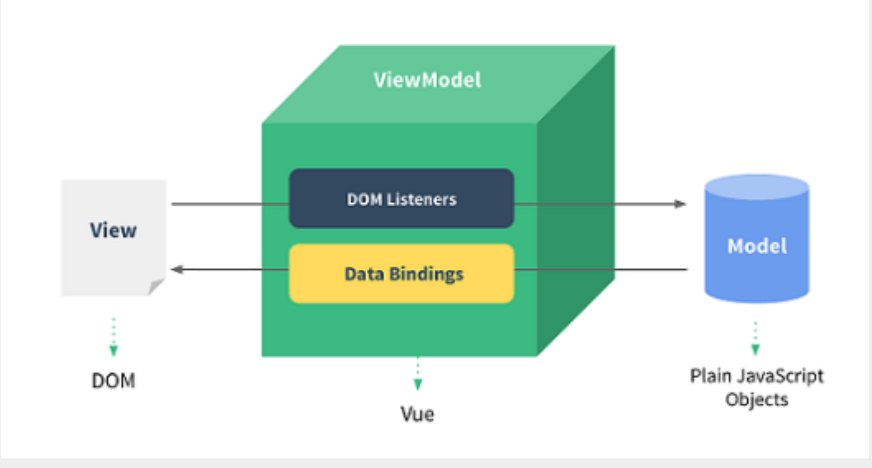 ViewModel
DOM Listeners
View
Model
Data Bindings
DOM
Plain JavaScript
Objects
Vue